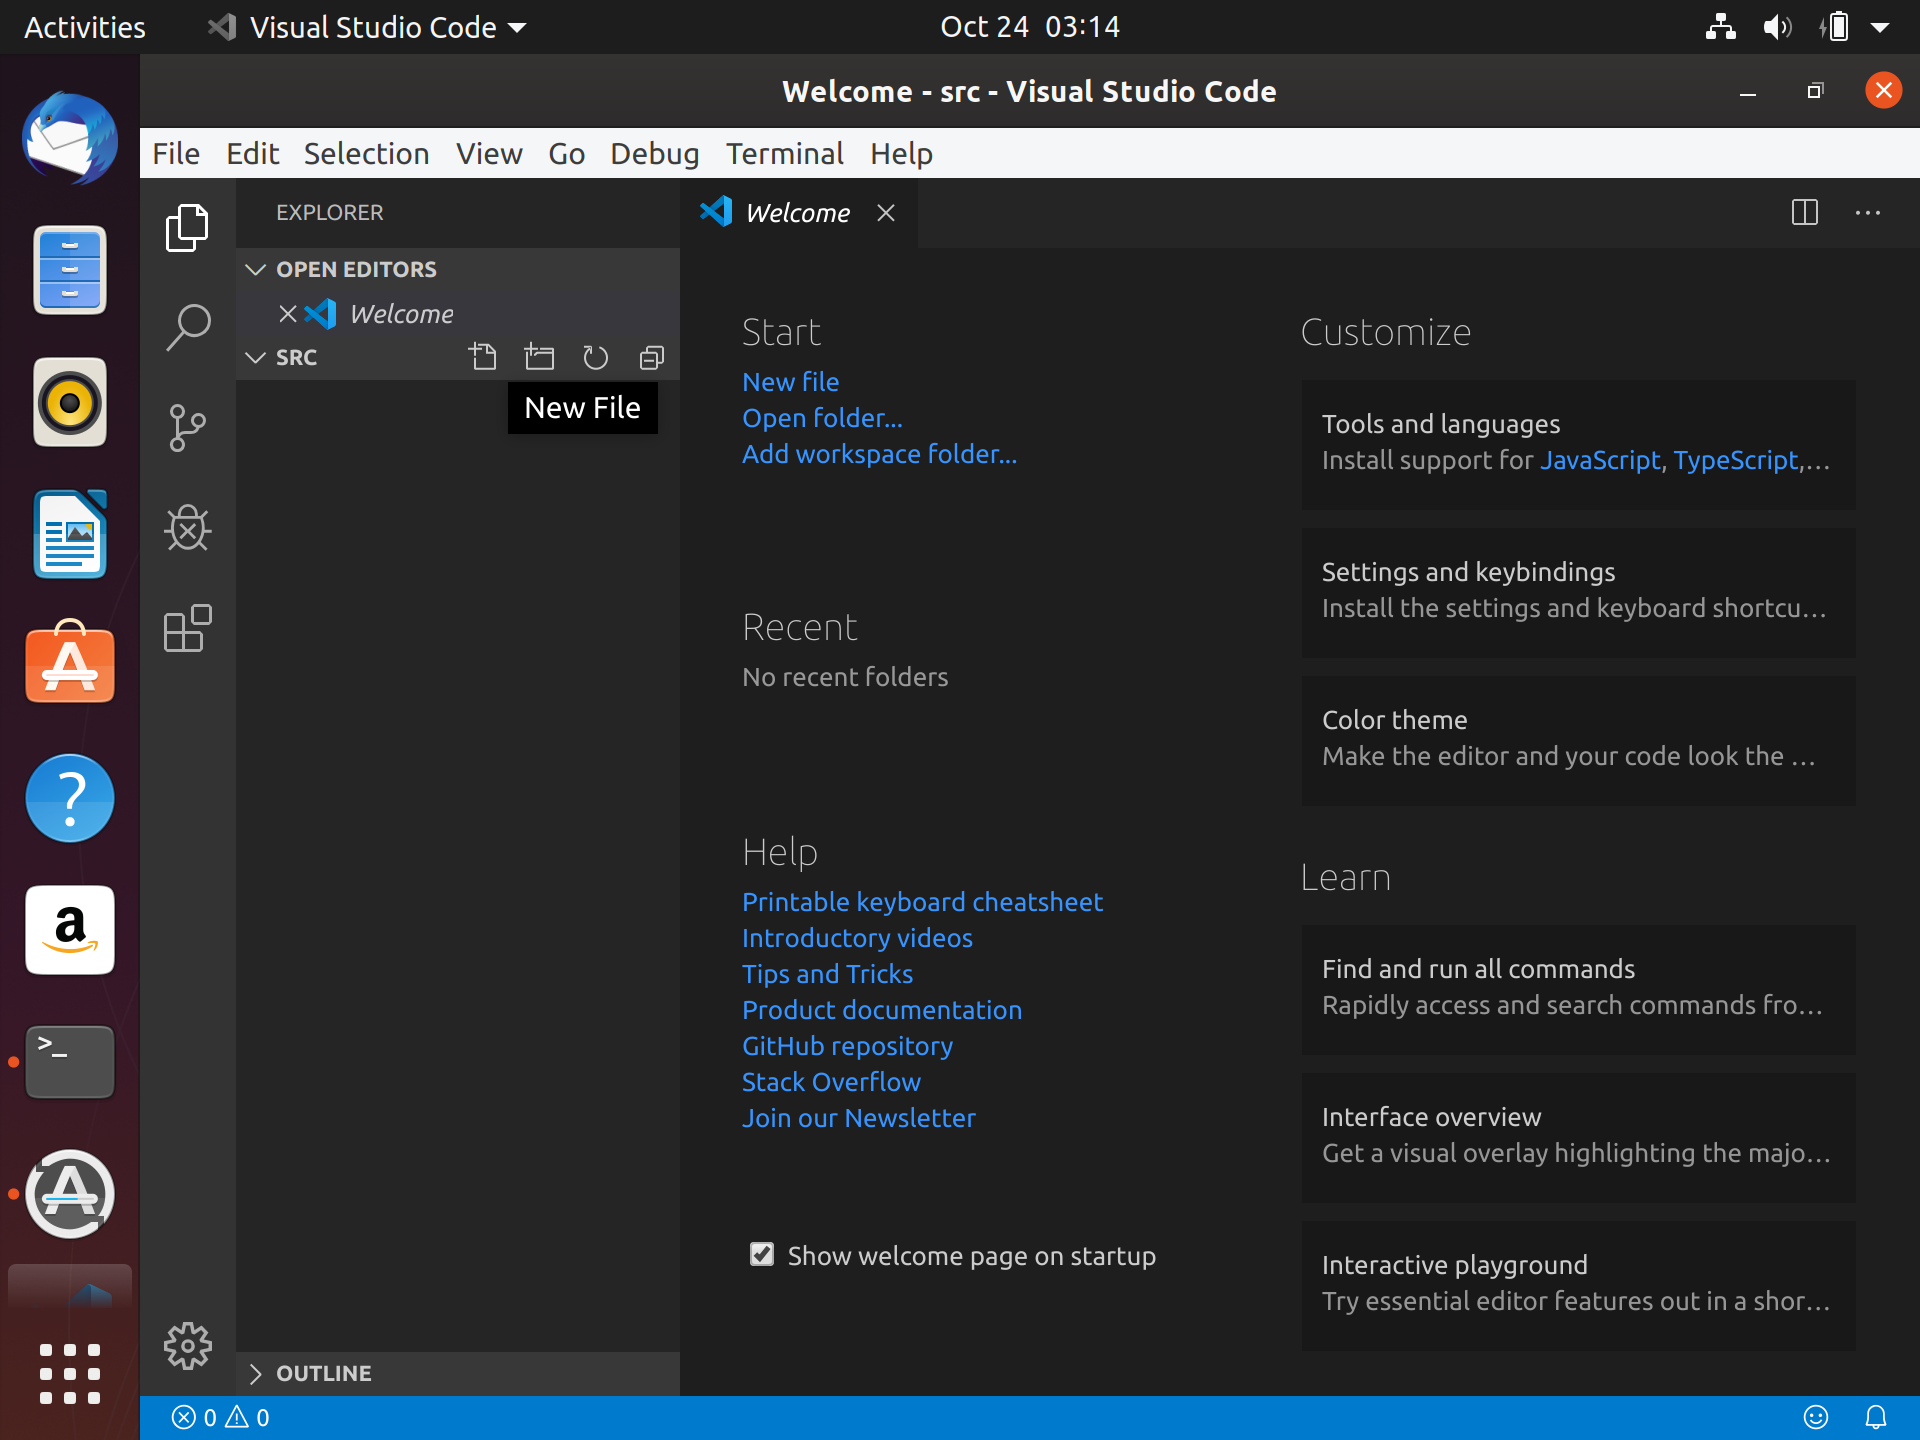 Activities
Visual Studio Code
Oct 24 03:14
Welcome - src - Visual Studio Code
File Edit Selection View Go Debug Terminal Help
EXPLORER
OPEN EDITORS
Welcome
SRC
New File
Welcome
Start
New file
Open folder...
Add workspace folder...
Recent
No recent folders
Help
Printable keyboard cheatsheet
Introductory videos
Tips and Tricks
Product documentation
GitHub repository
Stack Overflow
Join our Newsletter
Show welcome page on startup
Customize
Tools and languages
Install support for JavaScript, TypeScript,...
Settings and keybindings
Install the settings and keyboard shortcu...
Color theme
Make the editor and your code look the ...
Learn
Find and run all commands
Rapidly access and search commands fro...
Interface overview
Get a visual overlay highlighting the majo...
Interactive playground
Try essential editor features out in a shor...
OUTLINE
0 0